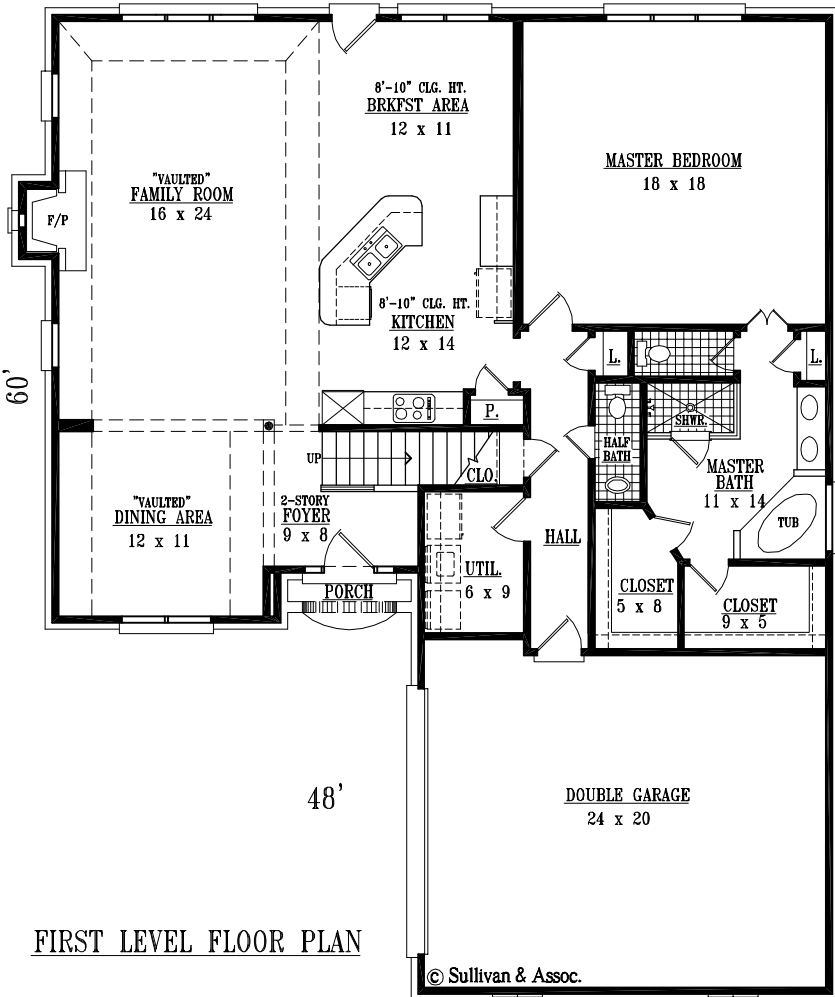 8'-10" CLG. HT.
BRKFST AREA
12 x 11
MASTER BEDROOM
18 x 18
"VAULTED"
FAMILY ROOM
16 x 24
F/P
8'-10" CLG. HT.
KITCHEN
12 x 14
60'
L.
L.
P.
SHWR.
HALF
BATH
UP
CLO.
MASTER
BATH
11 x 14
"VAULTED"
DINING AREA
12 x 11
2-STORY
FOYER
9 x 8
HALL
TUB
UTIL.
6 x 9
PORCH
CLOSET
5 x 8
CLOSET
9 x 5
48'
DOUBLE GARAGE
24 x 20
FIRST LEVEL FLOOR PLAN
© Sullivan & Assoc.